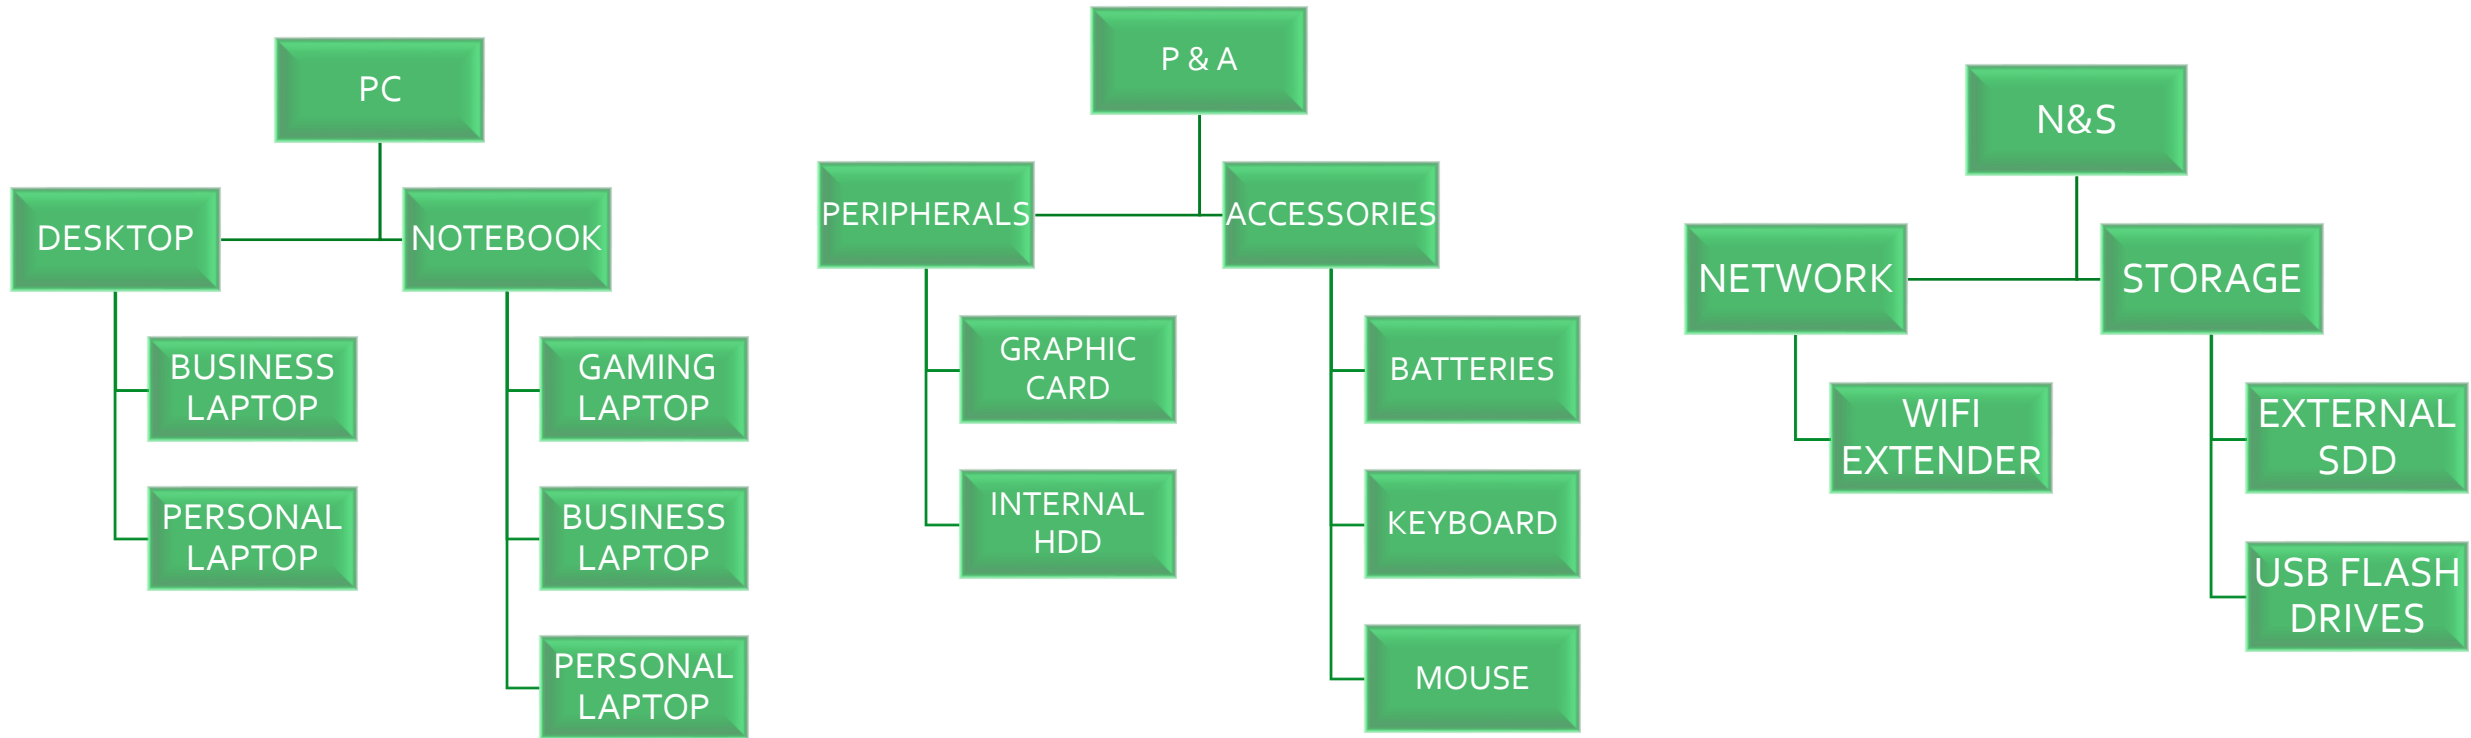 PC
DESKTOP
BUSINESS
LAPTOP
PERSONAL
LAPTOP
NOTEBOOK
GAMING
LAPTOP
BUSINESS
LAPTOP
PERSONAL
LAPTOP
P & A
PERIPHERALS
GRAPHIC
CARD
INTERNAL
HDD
ACCESSORIES
BATTERIES
KEYBOARD
MOUSE
N&S
NETWORK
WIFI
EXTENDER
STORAGE
EXTERNAL
SDD
USB FLASH
DRIVES